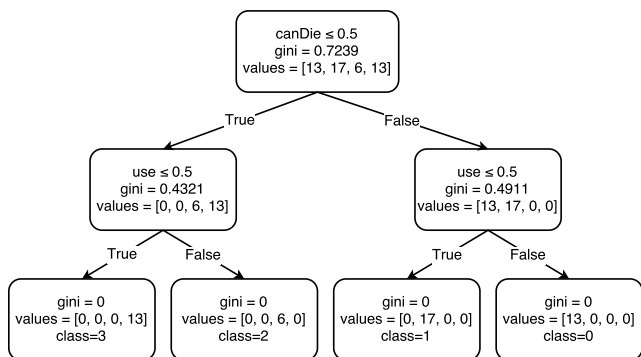 canDie ≤ 0.5
gini = 0.7239
values = [13, 17, 6, 13]
True
False
use ≤ 0.5
gini = 0.4321
values = [0, 0, 6, 13]
use ≤ 0.5
gini = 0.4911
values = [13, 17, 0, 0]
True
False
True
False
gini = 0
values = [0, 0, 0, 13]
class=3
gini = 0
values = [0, 0, 6, 0]
class=2
gini = 0
values = [0, 17, 0, 0]
class=1
gini = 0
values = [13, 0, 0, 0]
class=0